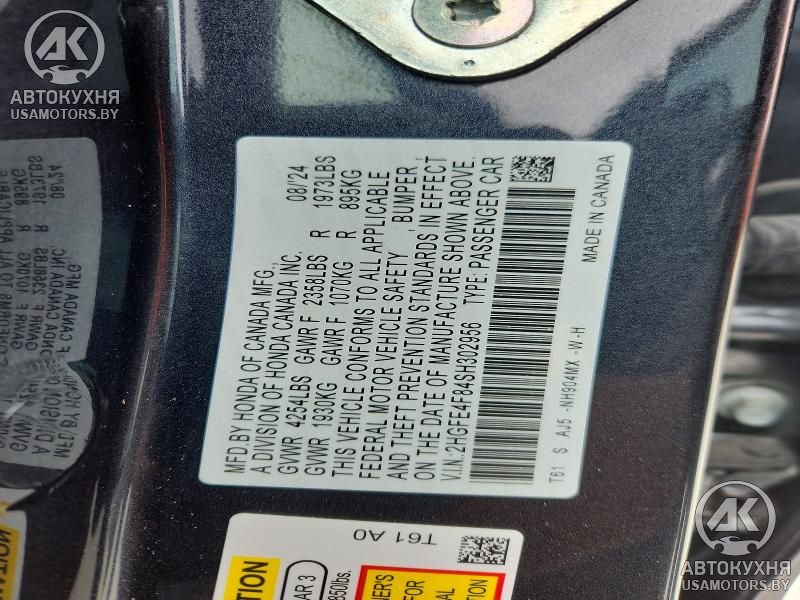 AK
АВТОКУХНЯ
USAMOTORS.BY
MFD.BY HONDA OF CANADA MFG., 08/'24
A DIVISION OF HONDA CANADA INC.
GVWR 4254LBS GAWR F 2358LBS R 1973LBS
GVWR 1930KG GAWR F 1070KG R 895KG
THIS VEHICLE CONFORMS TO ALL APPLICABLE
FEDERAL MOTOR VEHICLE SAFETY , BUMPER,
AND THEFT PREVENTION STANDARDS IN EFFECT
ON THE DATE OF MANUFACTURE SHOWN ABOVE.
V.I.N.:2HGFE4F84SH302956 TYPE: PASSENGER CAR
T61 S AJ5 -NH904MX -W-H MADE IN CANADA
T61 A0
AK
АВТОКУХНЯ
USAMOTORS.BY